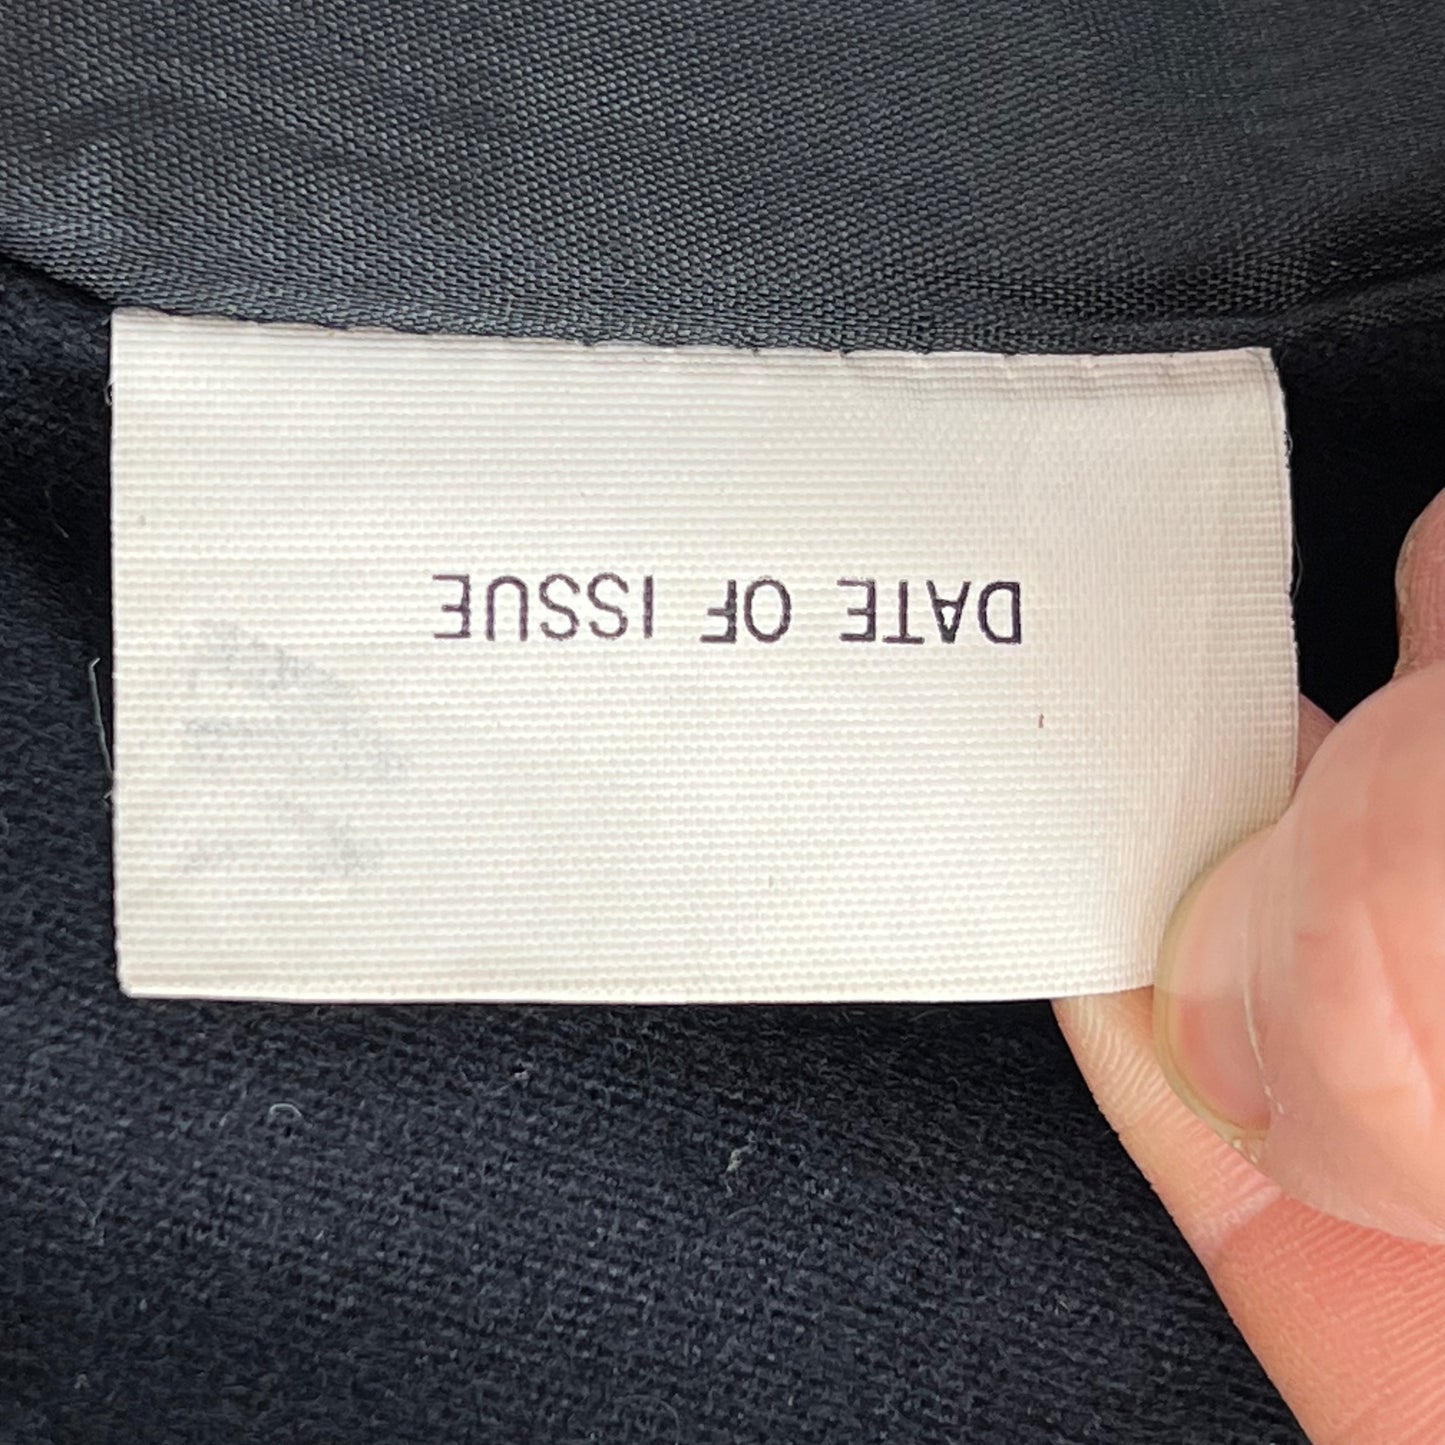 DATE OF ISSUE